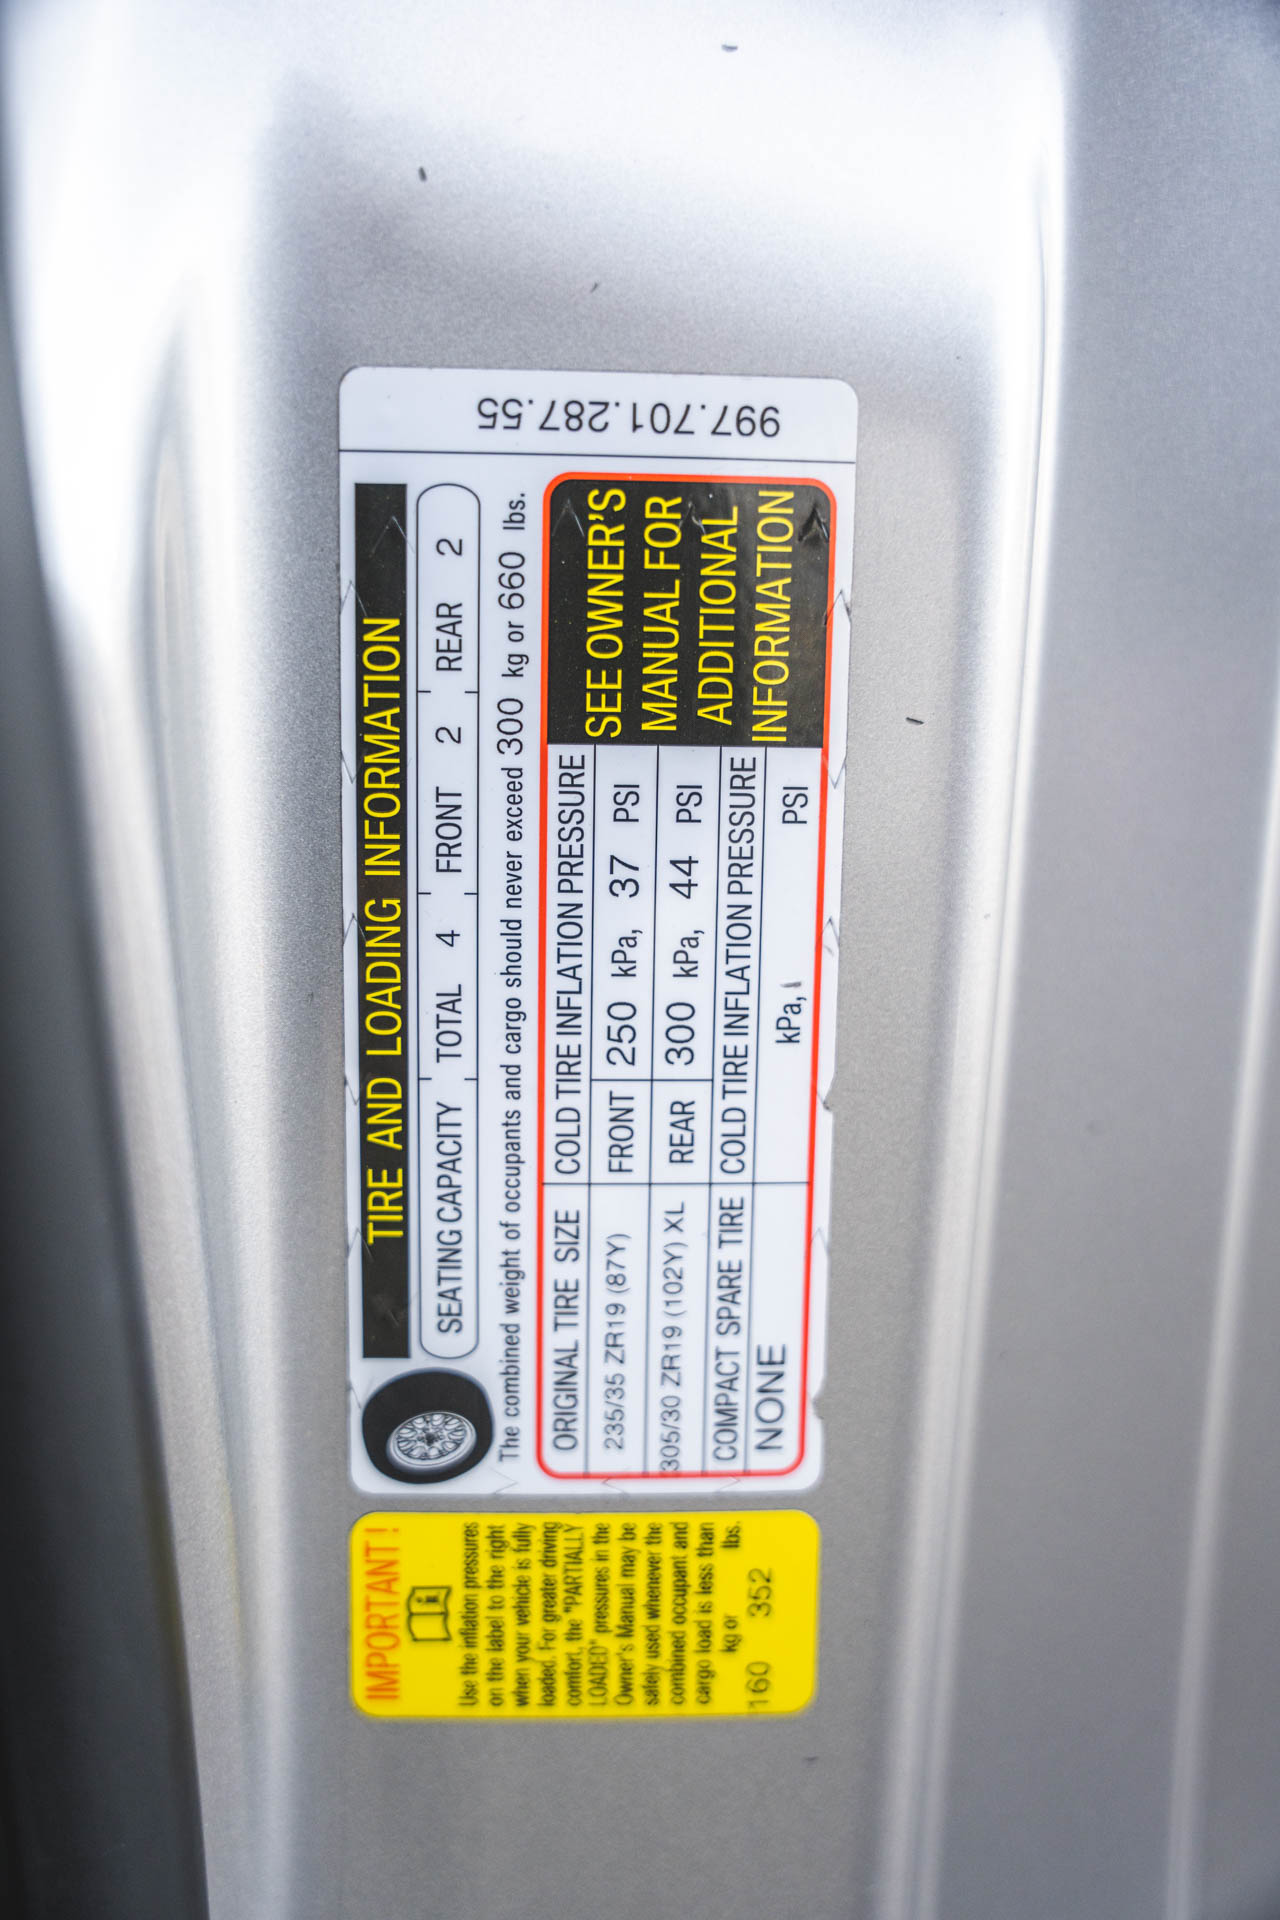 997.701.287.55
TIRE AND LOADING INFORMATION
SEATING CAPACITY TOTAL 4 FRONT 2 REAR 2
The combined weight of occupants and cargo should never exceed 300 kg or 660 lbs.
ORIGINAL TIRE SIZE COLD TIRE INFLATION PRESSURE
235/35 ZR19 (87Y) FRONT 250 kPa, 37 PSI
305/30 ZR19 (102Y) XL REAR 300 kPa, 44 PSI
COMPACT SPARE TIRE COLD TIRE INFLATION PRESSURE
NONE kPa, PSI
SEE OWNER'S
MANUAL FOR
ADDITIONAL
INFORMATION
IMPORTANT!
Use the inflation pressures
on the label to the right
when your vehicle is fully
loaded. For greater driving
comfort, the "PARTIALLY
LOADED" pressures in the
Owner's Manual may be
safely used whenever the
combined occupant and
cargo load is less than
160 kg or 352 lbs.